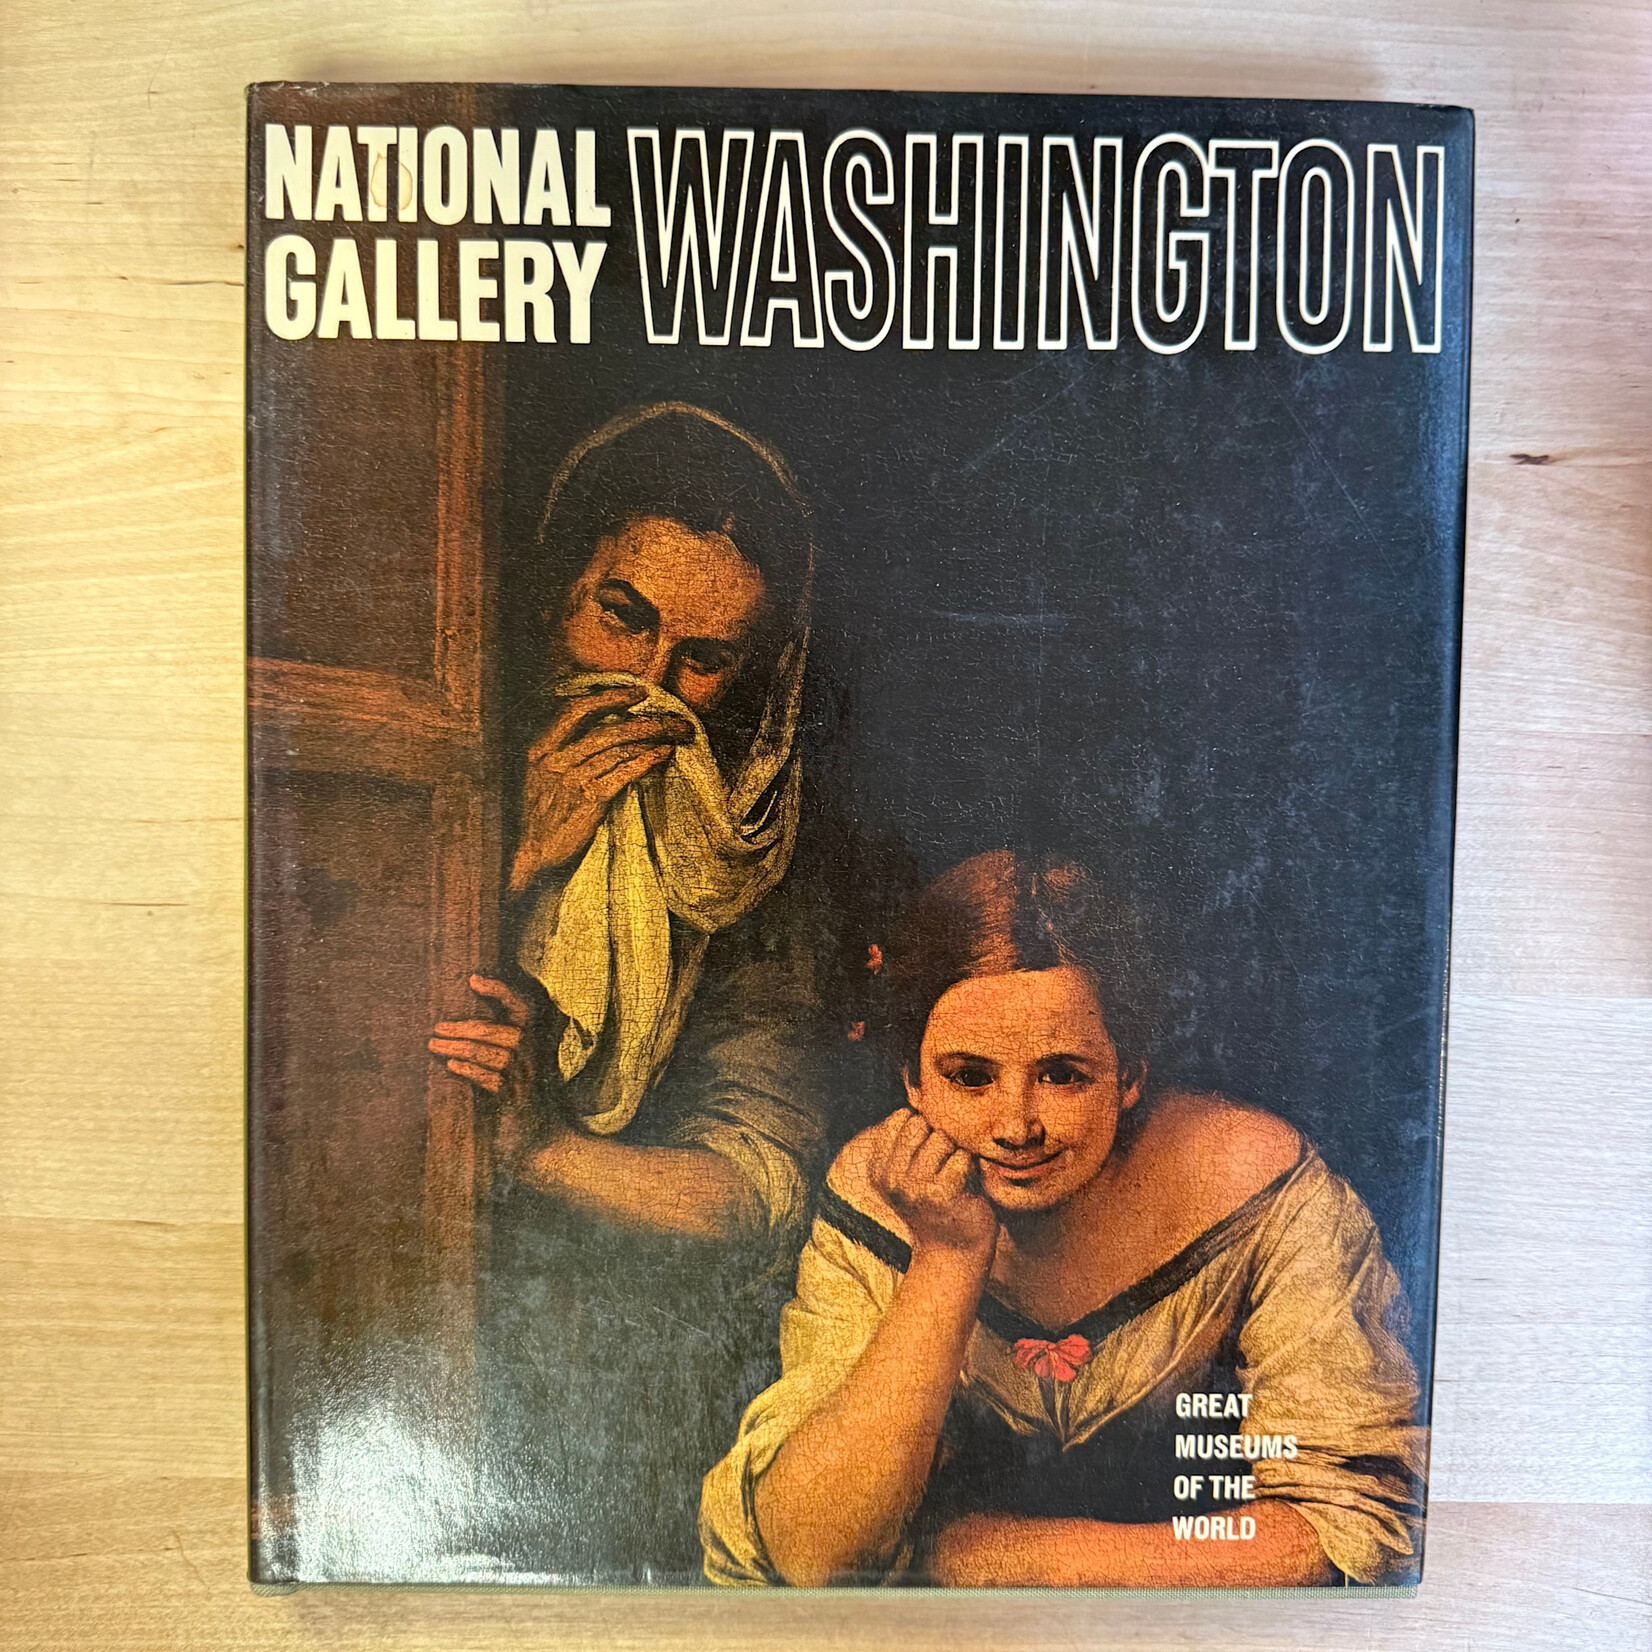 NATIONAL
GALLERY
WASHINGTON
GREAT
MUSEUMS
OF THE
WORLD